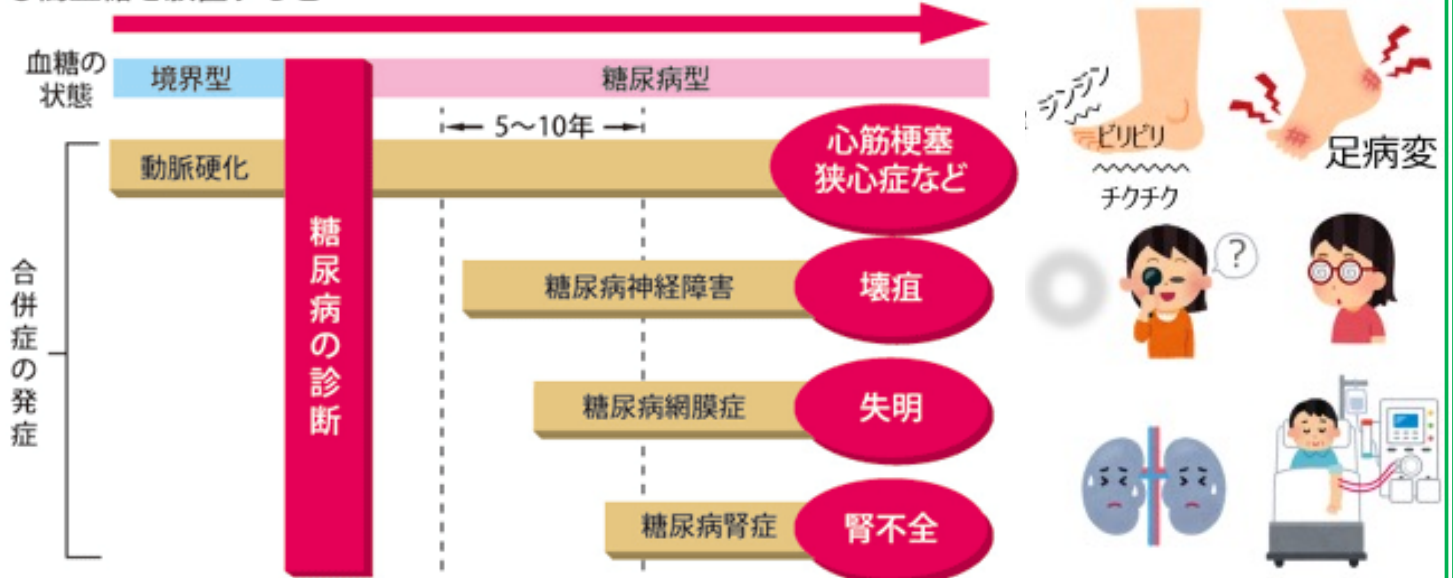 血糖の
状態
境界型
糖尿病型
5〜10年
合併症の発症
糖尿病の診断
動脈硬化
心筋梗塞
狭心症など
糖尿病神経障害
壊疽
糖尿病網膜症
失明
糖尿病腎症
腎不全
ジンジン
ピリピリ
チクチク
足病変
?